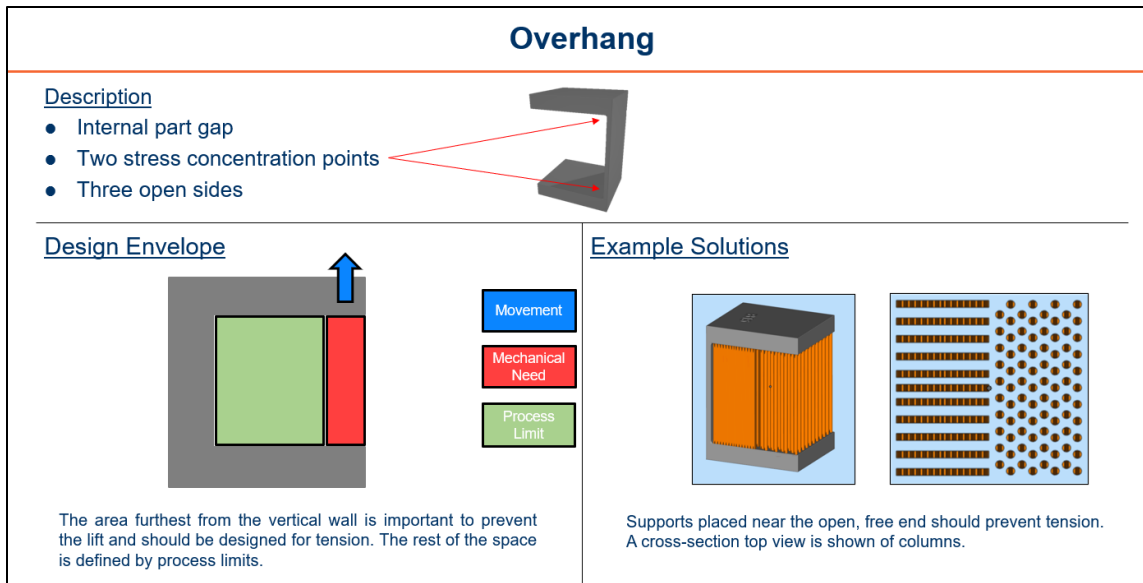 Overhang
Description
● Internal part gap
● Two stress concentration points
● Three open sides
Design Envelope
Movement
Mechanical
Need
Process
Limit
The area furthest from the vertical wall is important to prevent
the lift and should be designed for tension. The rest of the space
is defined by process limits.
Example Solutions
Supports placed near the open, free end should prevent tension.
A cross-section top view is shown of columns.